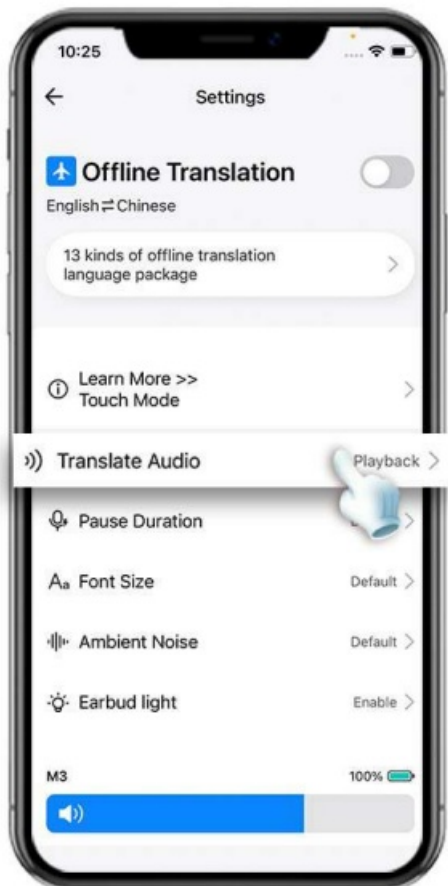 10:25
Settings
Offline Translation
English⇌Chinese
13 kinds of offline translation
language package
Learn More >>
Touch Mode
Translate Audio
Playback
Pause Duration
Aa Font Size
Default
Ambient Noise
Default
Earbud light
Enable
M3
100%